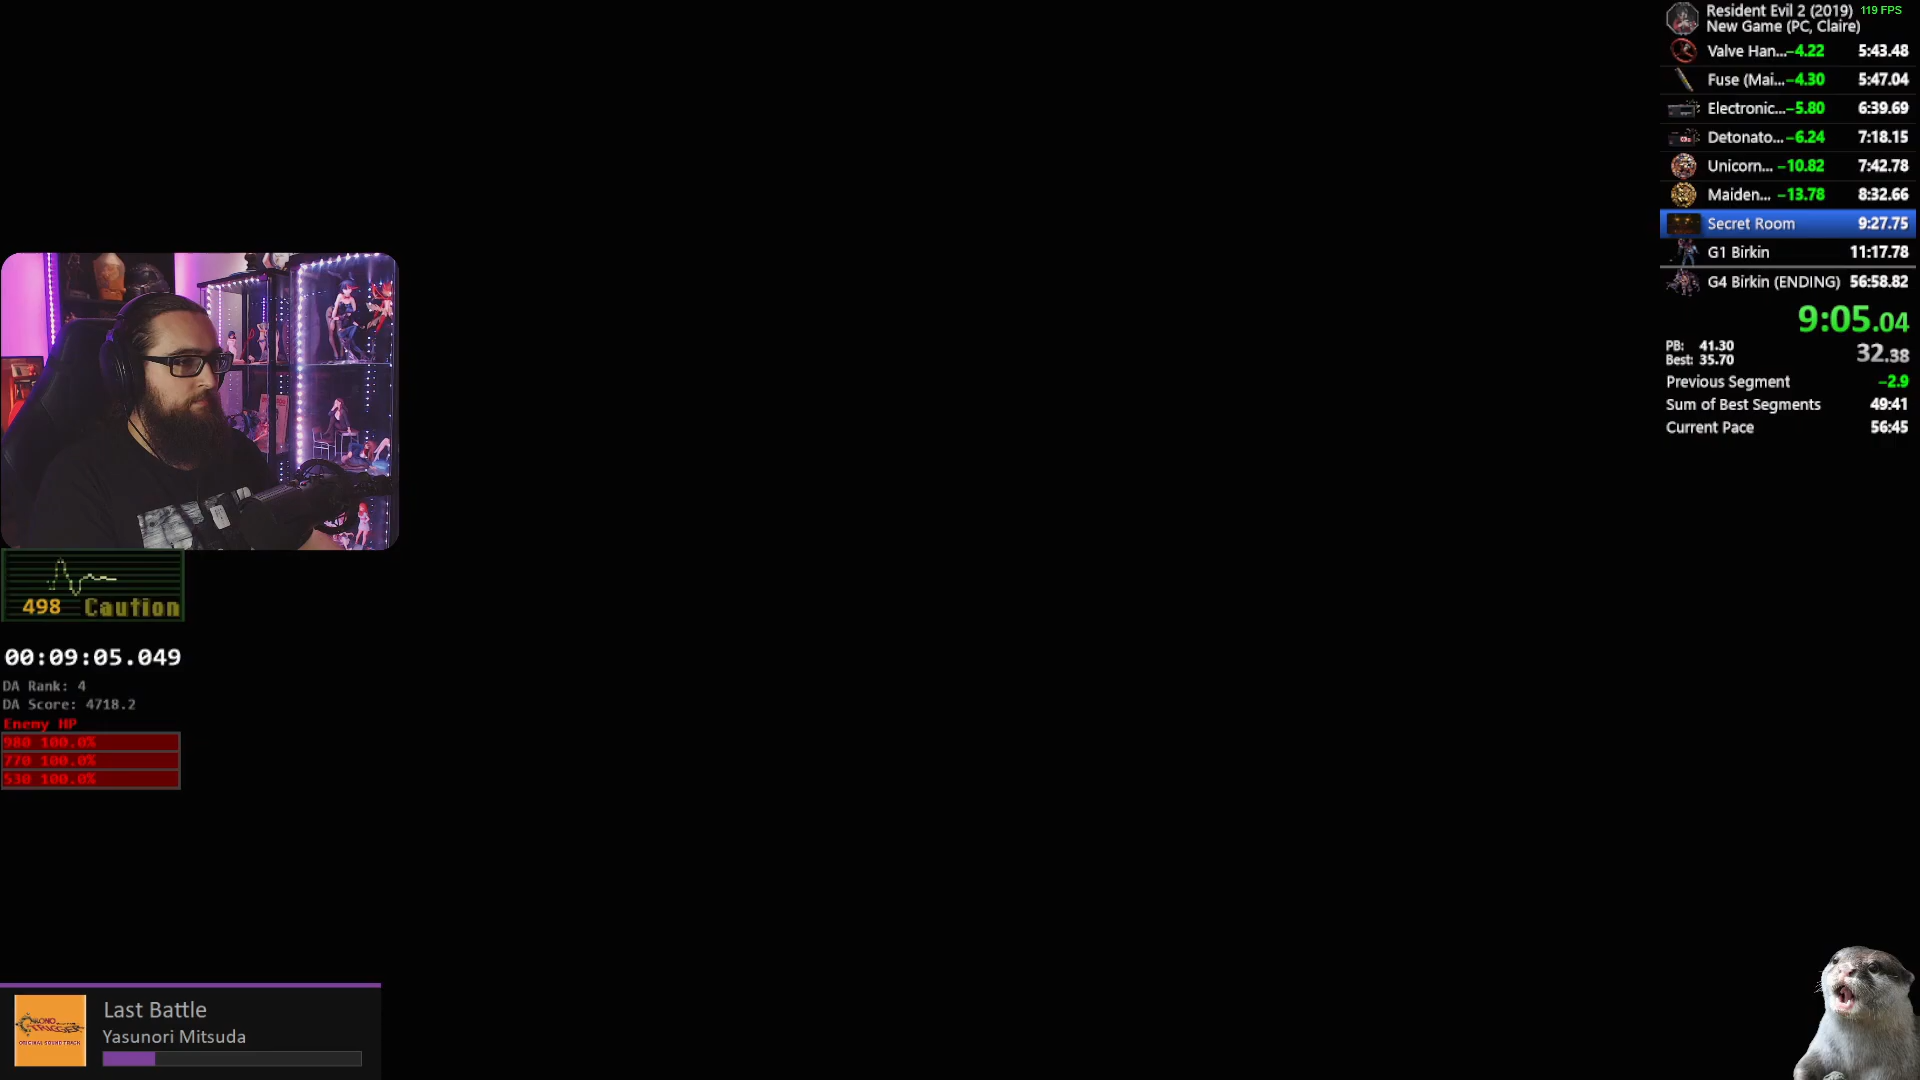 Resident Evil 2 (2019)
119 FPS
New Game (PC, Claire)
Valve Han... −4.22 5:43.48
Fuse (Mai... −4.30 5:47.04
Electronic... −5.80 6:39.69
Detonato... −6.24 7:18.15
Unicorn... −10.82 7:42.78
Maiden... −13.78 8:32.66
Secret Room 9:27.75
G1 Birkin 11:17.78
G4 Birkin (ENDING) 56:58.82
9:05.04
PB: 41.30
Best: 35.70
32.38
Previous Segment −2.9
Sum of Best Segments 49:41
Current Pace 56:45
498 Caution
00:09:05.049
DA Rank: 4
DA Score: 4718.2
Enemy HP
980 100.0%
770 100.0%
530 100.0%
Last Battle
Yasunori Mitsuda
CHRONO
TRIGGER
ORIGINAL SOUNDTRACK